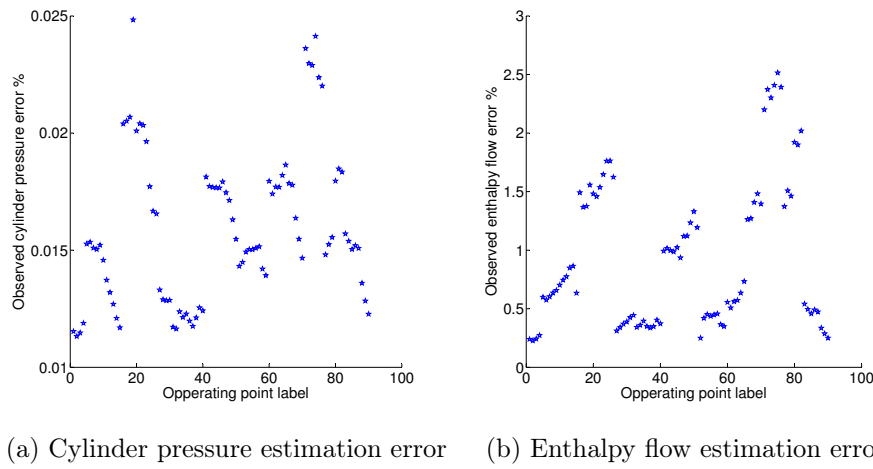 0.025
0.02
0.015
0.01
0 20 40 60 80 100
Observed cylinder pressure error %
Opperating point label
(a) Cylinder pressure estimation error
3
2.5
2
1.5
1
0.5
0
0 20 40 60 80 100
Observed enthalpy flow error %
Opperating point label
(b) Enthalpy flow estimation erro